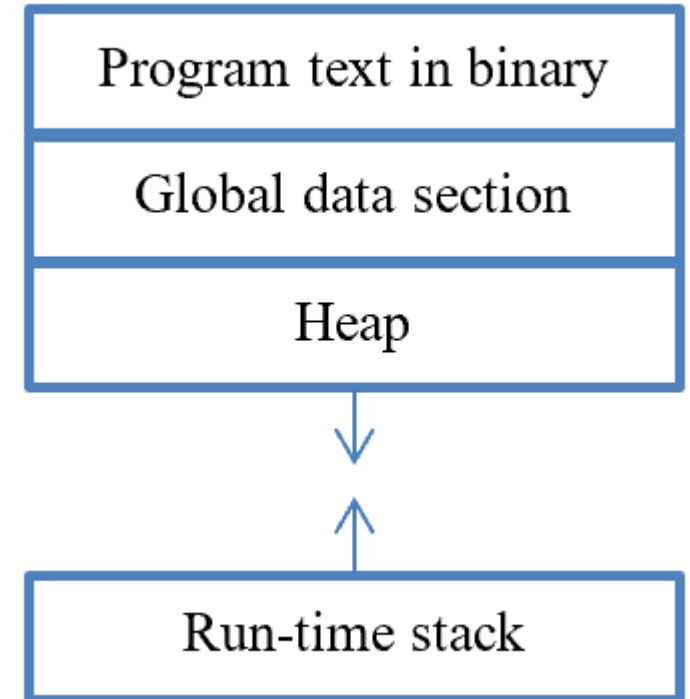 Program text in binary
Global data section
Heap
Run-time stack